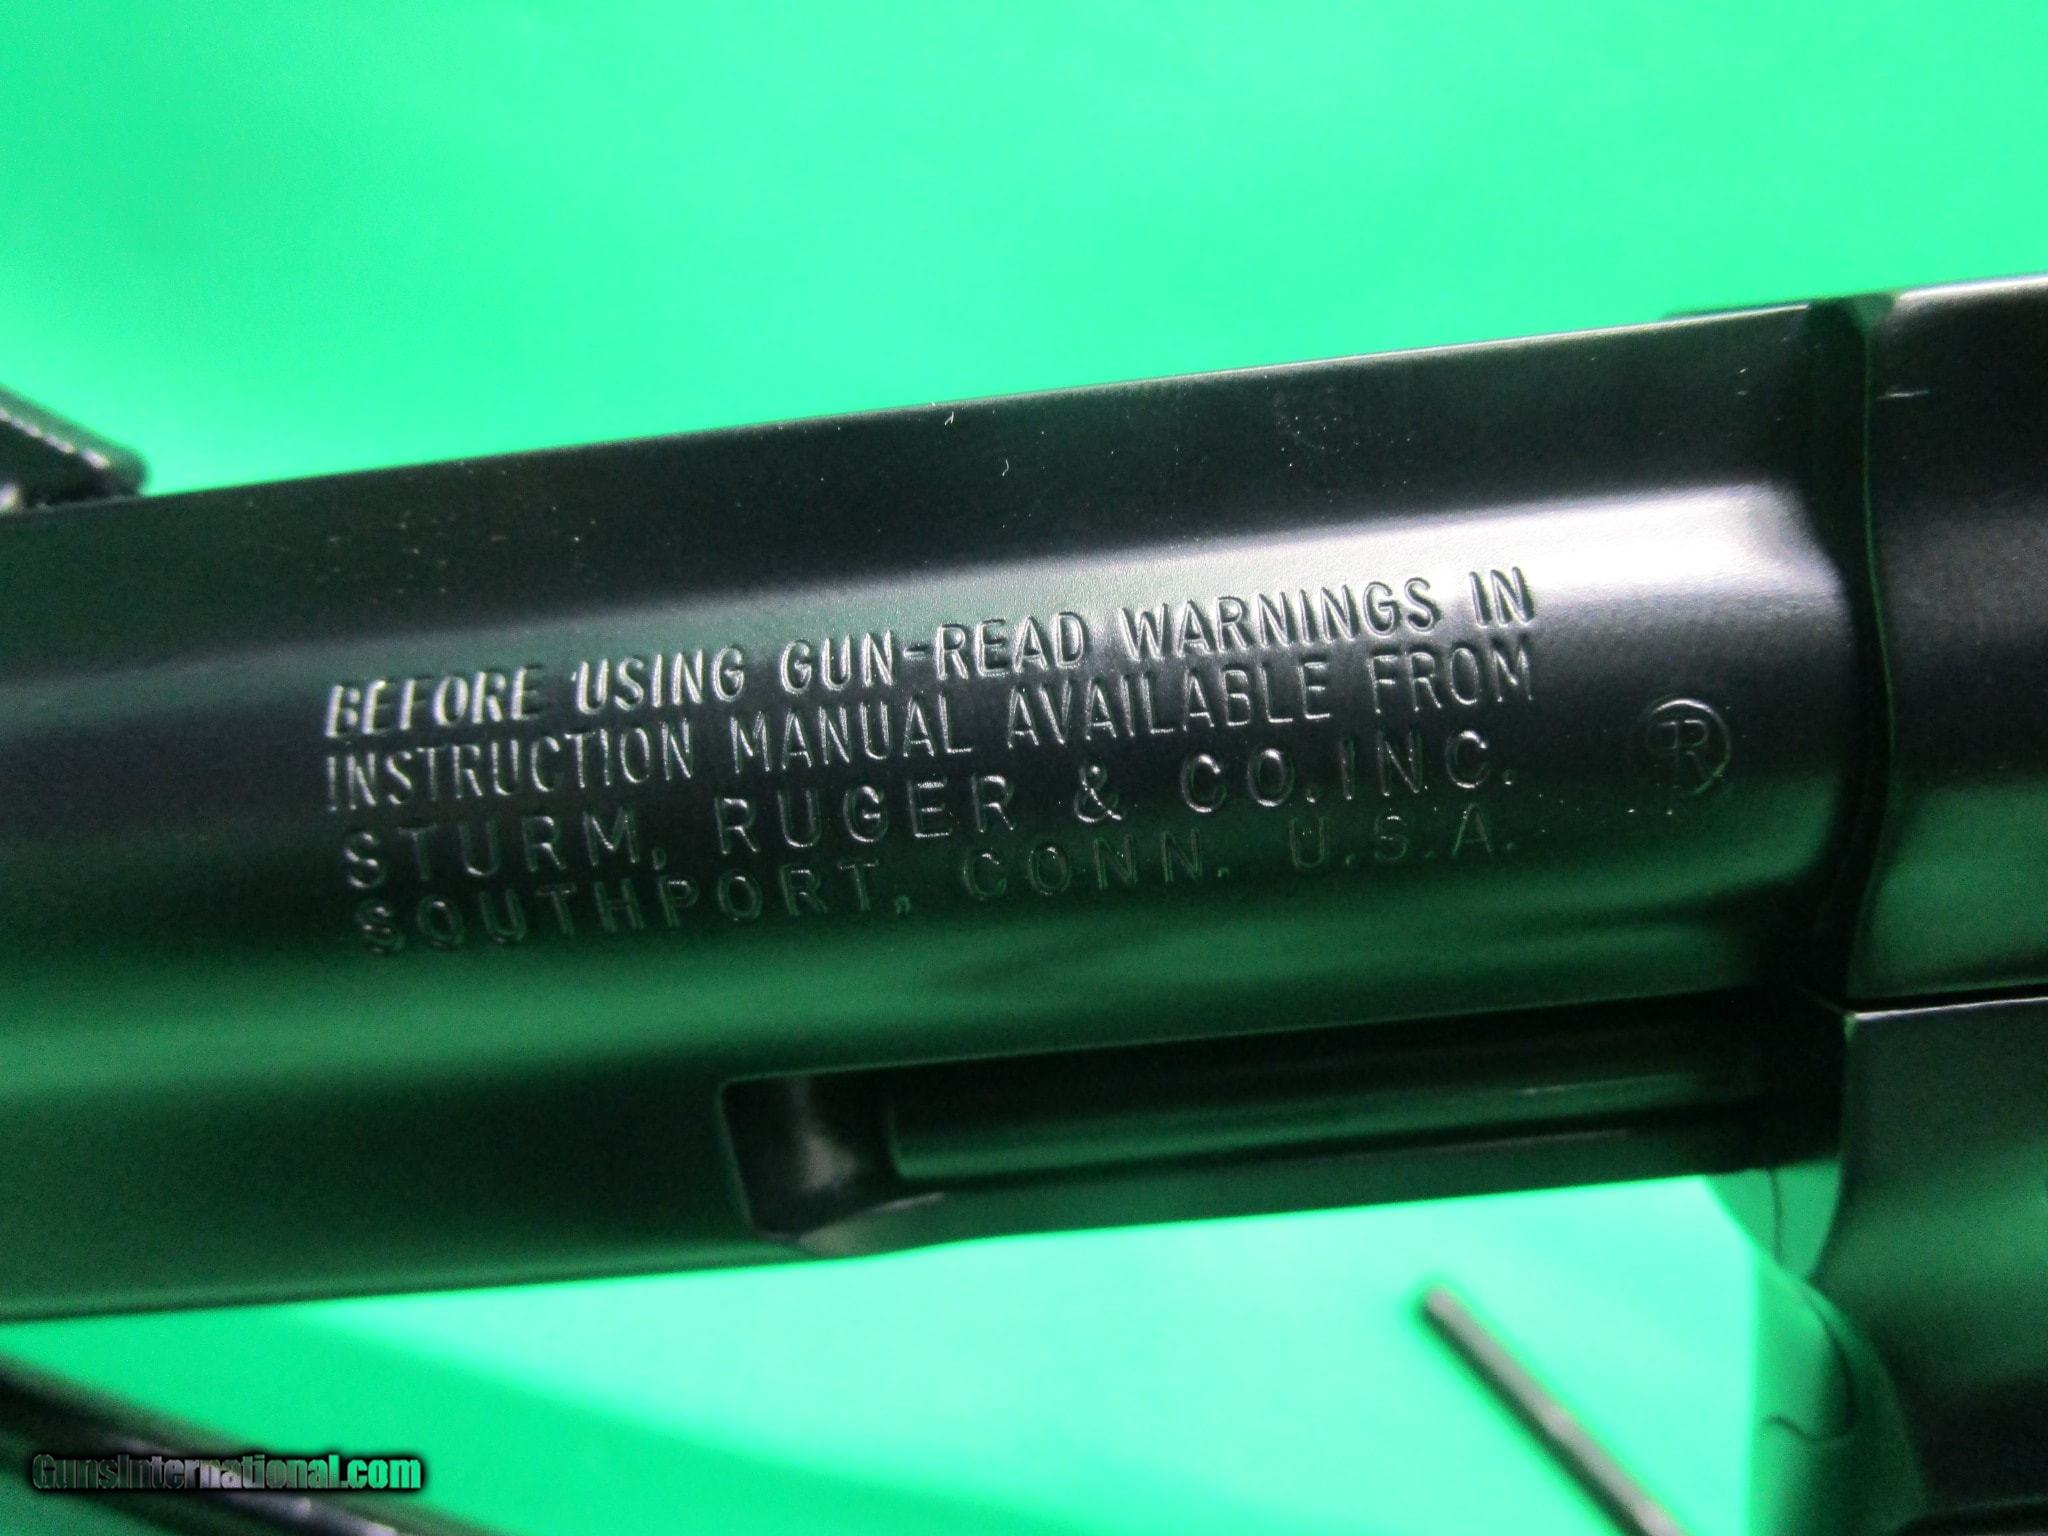 BEFORE USING GUN-READ WARNINGS IN
INSTRUCTION MANUAL AVAILABLE FROM
STURM, RUGER & CO.INC.
SOUTHPORT, CONN. U.S.A.
GunsInternational.com